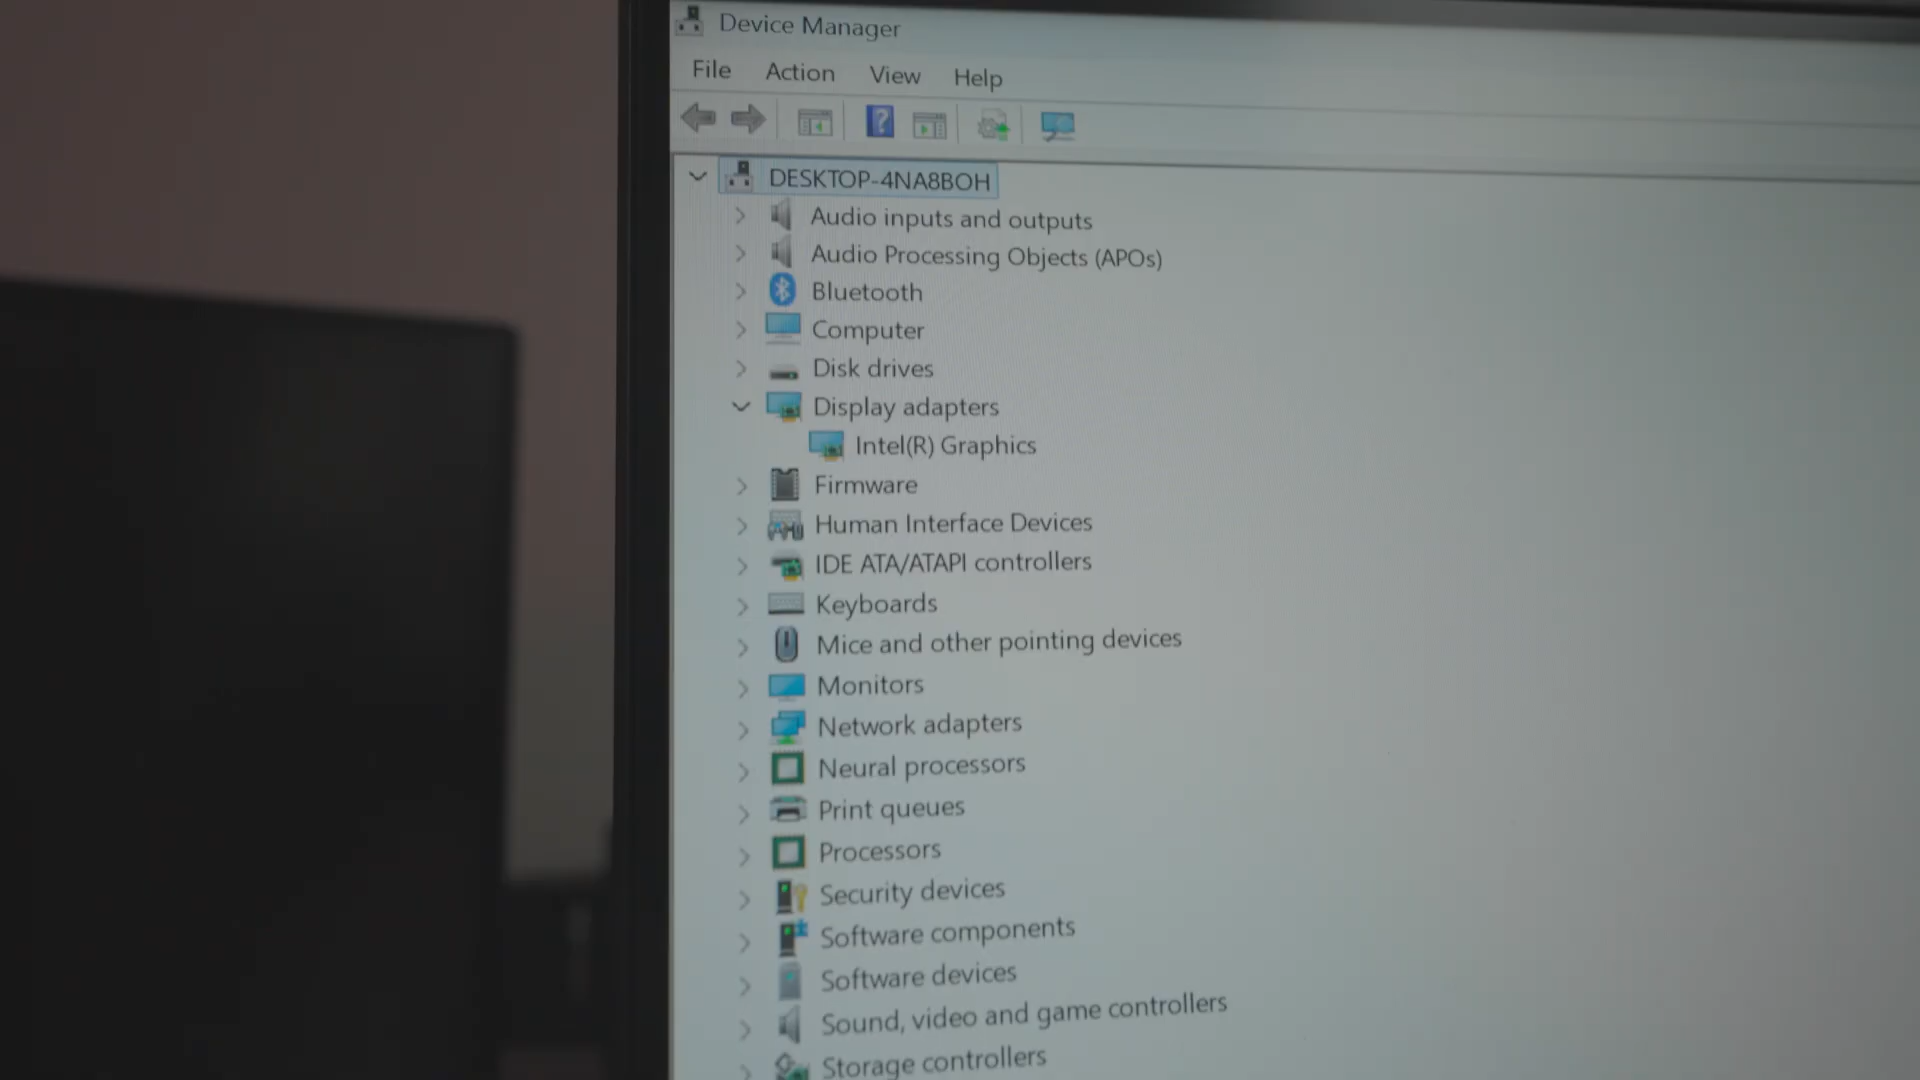 Device Manager
File Action View Help
DESKTOP-4NA8BOH
Audio inputs and outputs
Audio Processing Objects (APOs)
Bluetooth
Computer
Disk drives
Display adapters
Intel(R) Graphics
Firmware
Human Interface Devices
IDE ATA/ATAPI controllers
Keyboards
Mice and other pointing devices
Monitors
Network adapters
Neural processors
Print queues
Processors
Security devices
Software components
Software devices
Sound, video and game controllers
Storage controllers